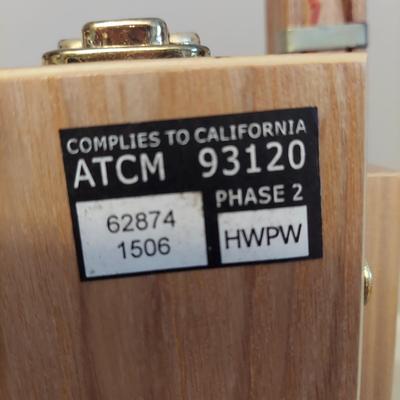 COMPLIES TO CALIFORNIA
ATCM 93120
PHASE 2
62874
1506
HWPW